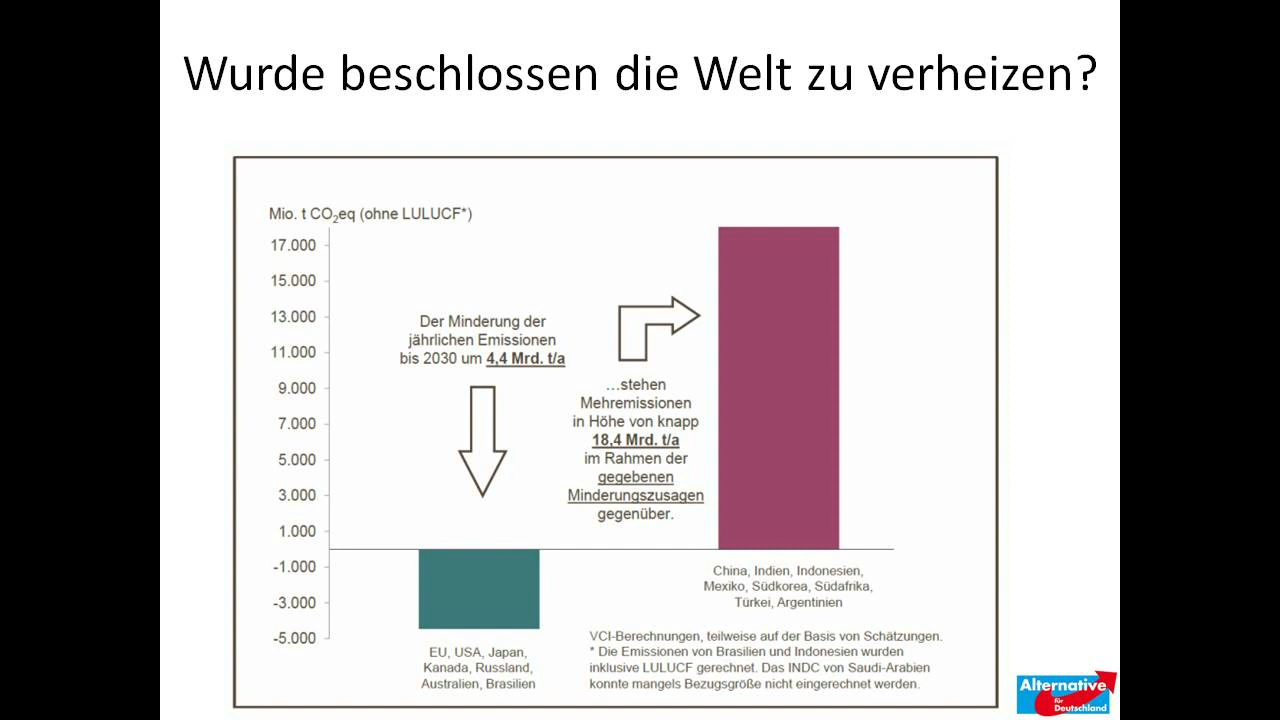 Wurde beschlossen die Welt zu verheizen?
Mio. t CO₂eq (ohne LULUCF*)
17.000
15.000
13.000
11.000
9.000
7.000
5.000
3.000
1.000
-1.000
-3.000
-5.000
Der Minderung der
jährlichen Emissionen
bis 2030 um 4,4 Mrd. t/a
…stehen
Mehremissionen
in Höhe von knapp
18,4 Mrd. t/a
im Rahmen der
gegebenen
Minderungszusagen
gegenüber.
EU, USA, Japan,
Kanada, Russland,
Australien, Brasilien
China, Indien, Indonesien,
Mexiko, Südkorea, Südafrika,
Türkei, Argentinien
VCI-Berechnungen, teilweise auf der Basis von Schätzungen.
* Die Emissionen von Brasilien und Indonesien wurden
inklusive LULUCF gerechnet. Das INDC von Saudi-Arabien
konnte mangels Bezugsgröße nicht eingerechnet werden.
Alternative
für
Deutschland